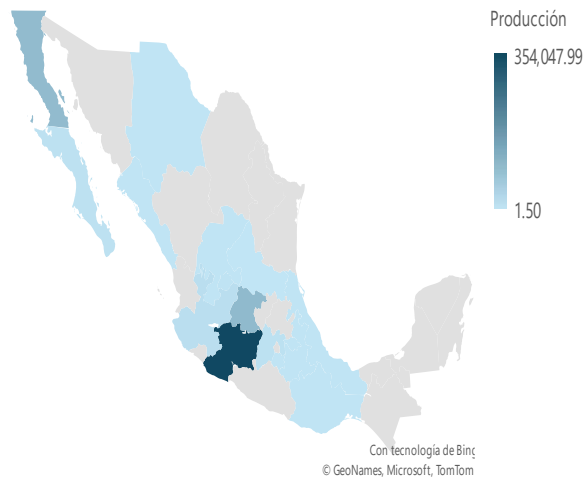 Producción
354,047.99
1.50
Con tecnología de Bing
© GeoNames, Microsoft, TomTom